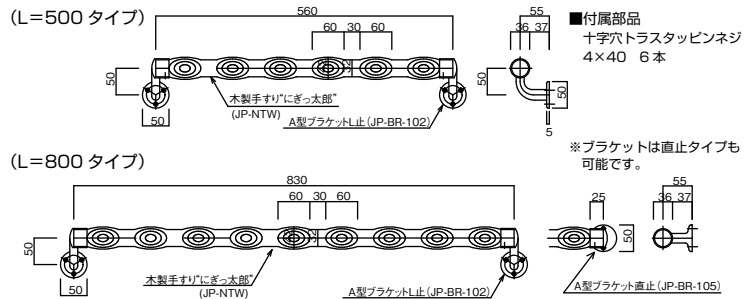 (L=500 タイプ)
560
60 30 60
32
50
50
木製手すり"にぎっ太郎"
(JP-NTW)
A型ブラケットL止(JP-BR-102)
55
36 37
50
50
5
■付属部品
十字穴トラスタッピンネジ
4×40 6本
※ブラケットは直止タイプも
可能です。
(L=800 タイプ)
830
60 30 60
32
50
50
木製手すり"にぎっ太郎"
(JP-NTW)
A型ブラケットL止(JP-BR-102)
25
50
55
36 37
A型ブラケット直止(JP-BR-105)